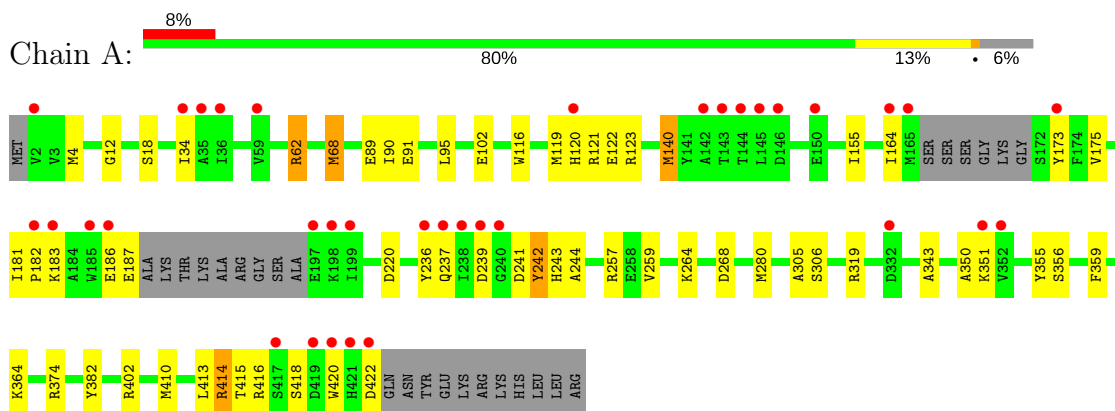 8%
Chain A:
80% 13% • 6%
MET V2 V3 M4 G12 S18 I34 A35 I36 V59 R62 M68 E89 I90 E91 L95 E102 W116 M119 H120 R121 E122 R123 M140 Y141 A142 T143 T144 L145 D146 E150 I155 I164 M165 SER SER SER GLY LYS GLY S172 Y173 F174 V175
I181 P182 K183 A184 W185 E186 E187 ALA LYS THR LYS ALA ARG GLY SER ALA E197 K198 I199 D220 Y236 Q237 I238 D239 G240 D241 Y242 H243 A244 R257 E258 V259 K264 D268 M280 A305 S306 R319 D332 A343 A350 K351 V352 Y355 S356 F359
K364 R374 Y382 R402 M410 L413 R414 T415 R416 S417 S418 D419 W420 H421 D422 GLN ASN TYR GLU LYS ARG LYS HIS LEU LEU ARG